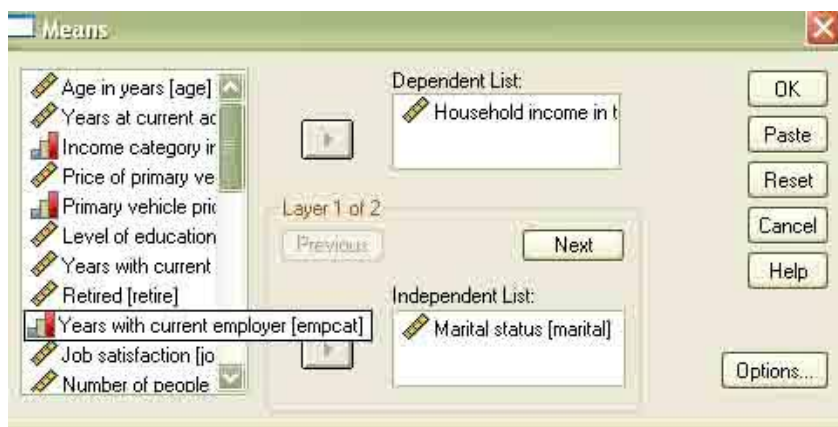 Means
Age in years [age]
Years at current ac
Income category ir
Price of primary ve
Primary vehicle pric
Level of education
Years with current
Retired [retire]
Years with current employer [empcat]
Job satisfaction [jo
Number of people
Dependent List:
Household income in t
Layer 1 of 2
Previous
Next
Independent List:
Marital status [marital]
OK
Paste
Reset
Cancel
Help
Options...